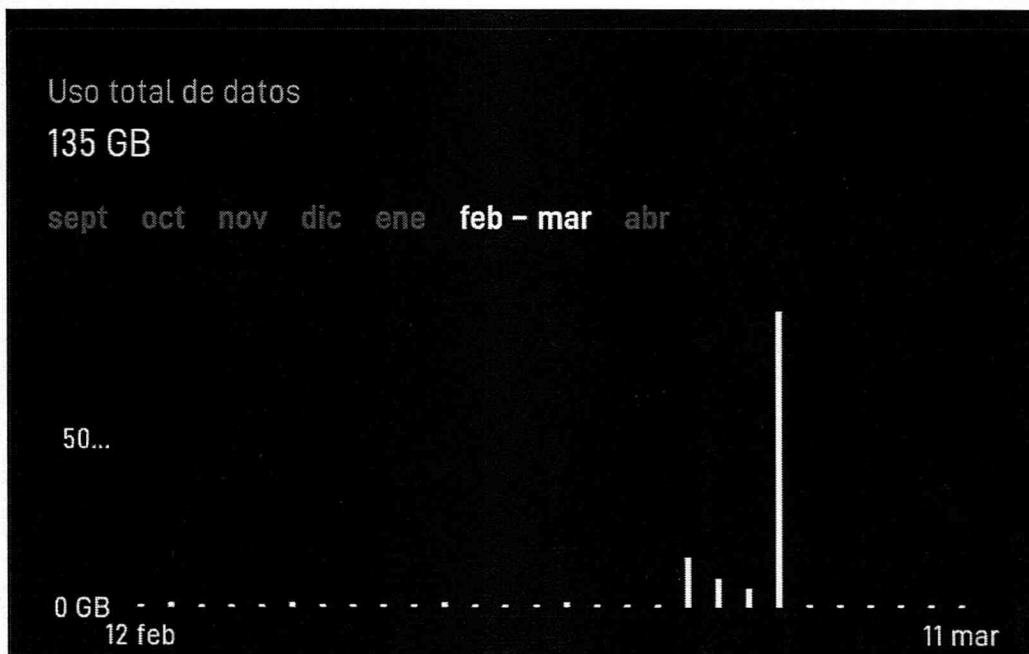 Uso total de datos
135 GB
sept oct nov dic ene feb – mar abr
50...
0 GB
12 feb 11 mar